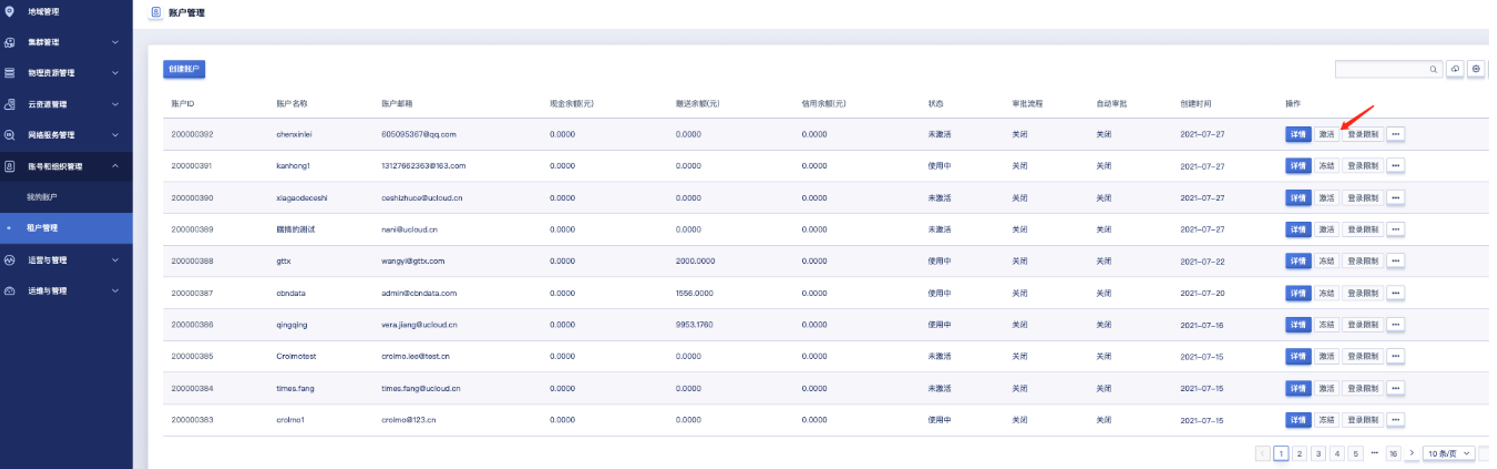 地域管理
集群管理
物理资源管理
云资源管理
网络服务管理
账号和组织管理
我的账户
租户管理
运营与管理
运维与管理
账户管理
创建账户
账户ID 账户名称 账户邮箱 现金余额(元) 赠送余额(元) 信用余额(元) 状态 审批流程 自动审批 创建时间 操作
200000392 chenxinlei 605095367@qq.com 0.0000 0.0000 0.0000 未激活 关闭 关闭 2021-07-27 详情 激活 登录限制 •••
200000391 kanhong1 13127662363@163.com 0.0000 0.0000 0.0000 使用中 关闭 关闭 2021-07-27 详情 冻结 登录限制 •••
200000390 xiagaodeceshi ceshizhuce@ucloud.cn 0.0000 0.0000 0.0000 未激活 关闭 关闭 2021-07-27 详情 激活 登录限制 •••
200000389 的测试 nani@ucloud.cn 0.0000 0.0000 0.0000 未激活 关闭 关闭 2021-07-27 详情 激活 登录限制 •••
200000388 gttx wangyi@gttx.com 0.0000 2000.0000 0.0000 使用中 关闭 关闭 2021-07-22 详情 冻结 登录限制 •••
200000387 cbndata admin@cbndata.com 0.0000 1556.0000 0.0000 使用中 关闭 关闭 2021-07-20 详情 冻结 登录限制 •••
200000386 qingqing vera.jiang@ucloud.cn 0.0000 9953.1760 0.0000 使用中 关闭 关闭 2021-07-16 详情 冻结 登录限制 •••
200000385 Crolmotest crolmo.lee@test.cn 0.0000 0.0000 0.0000 未激活 关闭 关闭 2021-07-15 详情 激活 登录限制 •••
200000384 times.fang times.fang@ucloud.cn 0.0000 0.0000 0.0000 未激活 关闭 关闭 2021-07-15 详情 激活 登录限制 •••
200000383 crolmo1 crolmo@123.cn 0.0000 0.0000 0.0000 使用中 关闭 关闭 2021-07-15 详情 冻结 登录限制 •••
1 2 3 4 5 ••• 16 10 条/页